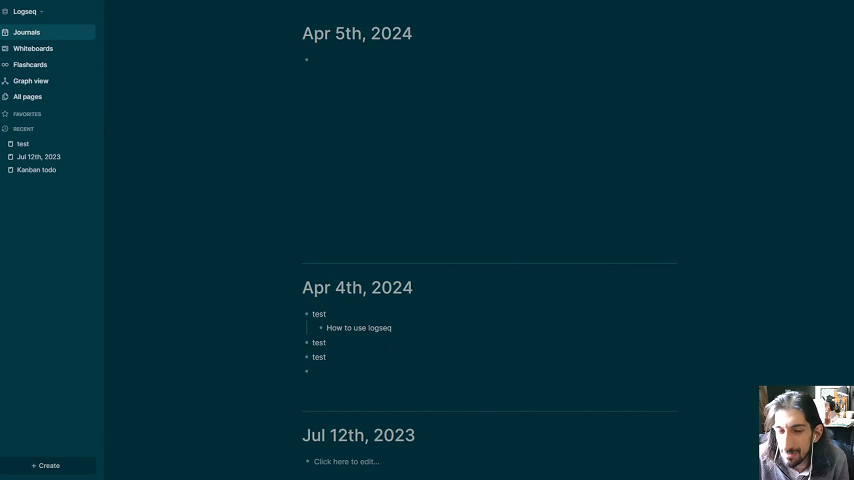 Logseq
Journals
Whiteboards
Flashcards
Graph view
All pages
FAVORITES
RECENT
test
Jul 12th, 2023
Kanban todo
+ Create
Apr 5th, 2024
Apr 4th, 2024
test
How to use logseq
test
test
Jul 12th, 2023
Click here to edit...